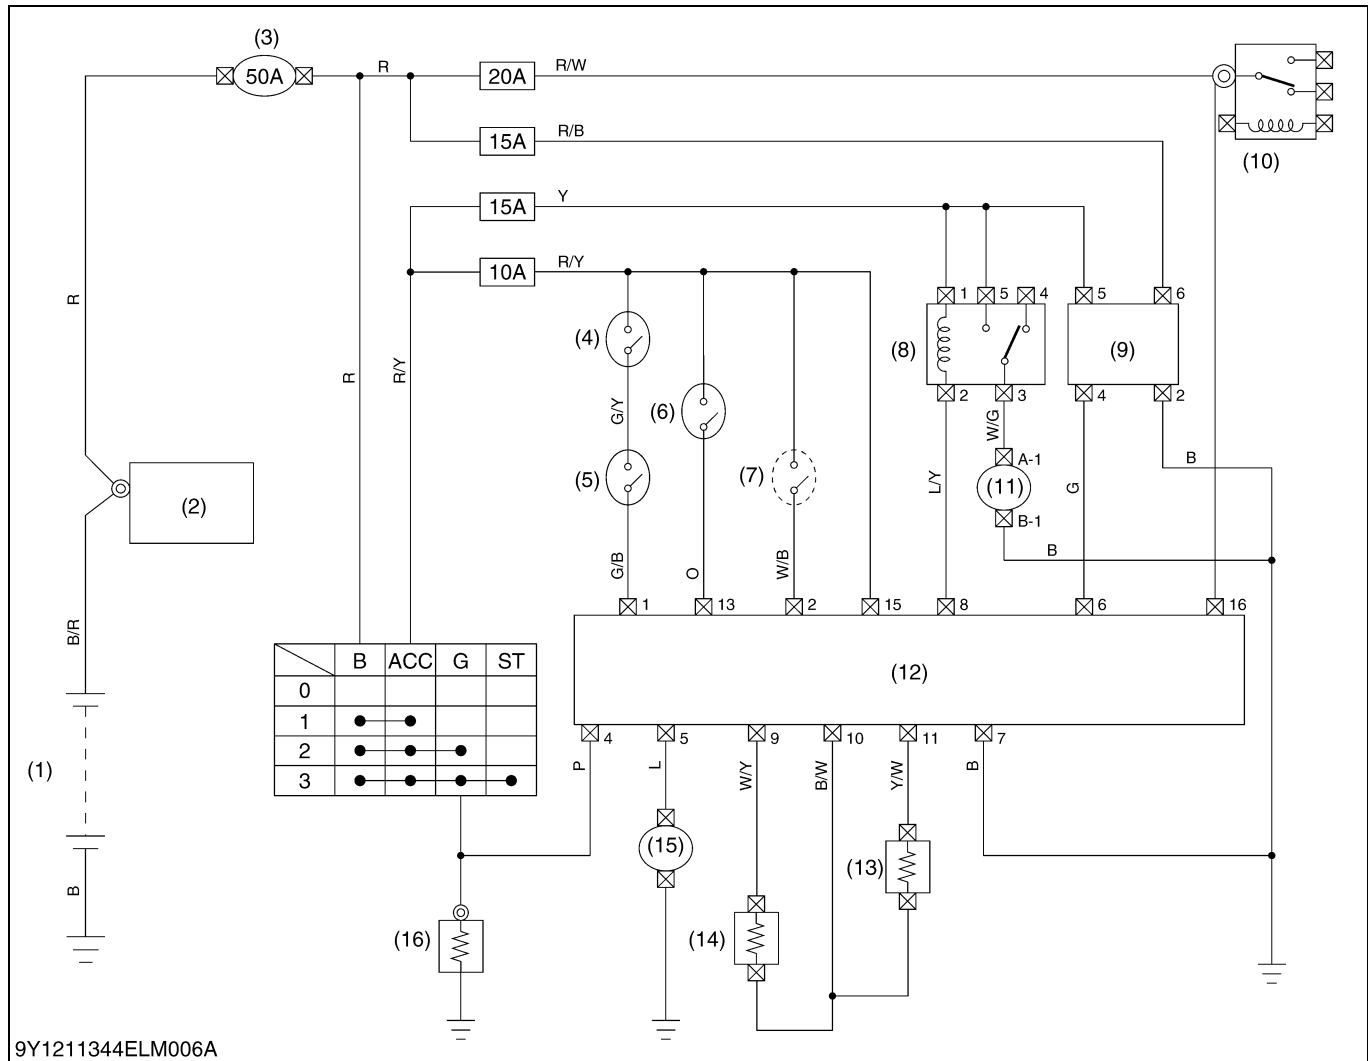 (3)
50A
R
20A
R/W
(10)
15A
R/B
15A
Y
10A
R/Y
R
R
R/Y
(4)
G/Y
(5)
G/B
(6)
O
(7)
W/B
1
5
4
(8)
2
3
5
6
(9)
4
2
W/G
A-1
(11)
B-1
L/Y
G
B
B
(2)
B/R
(1)
B
1
13
2
15
8
6
16
(12)
4
5
9
10
11
7
B ACC G ST
0
1
2
3
P
L
W/Y
B/W
Y/W
B
(15)
(13)
(14)
(16)
9Y1211344ELM006A